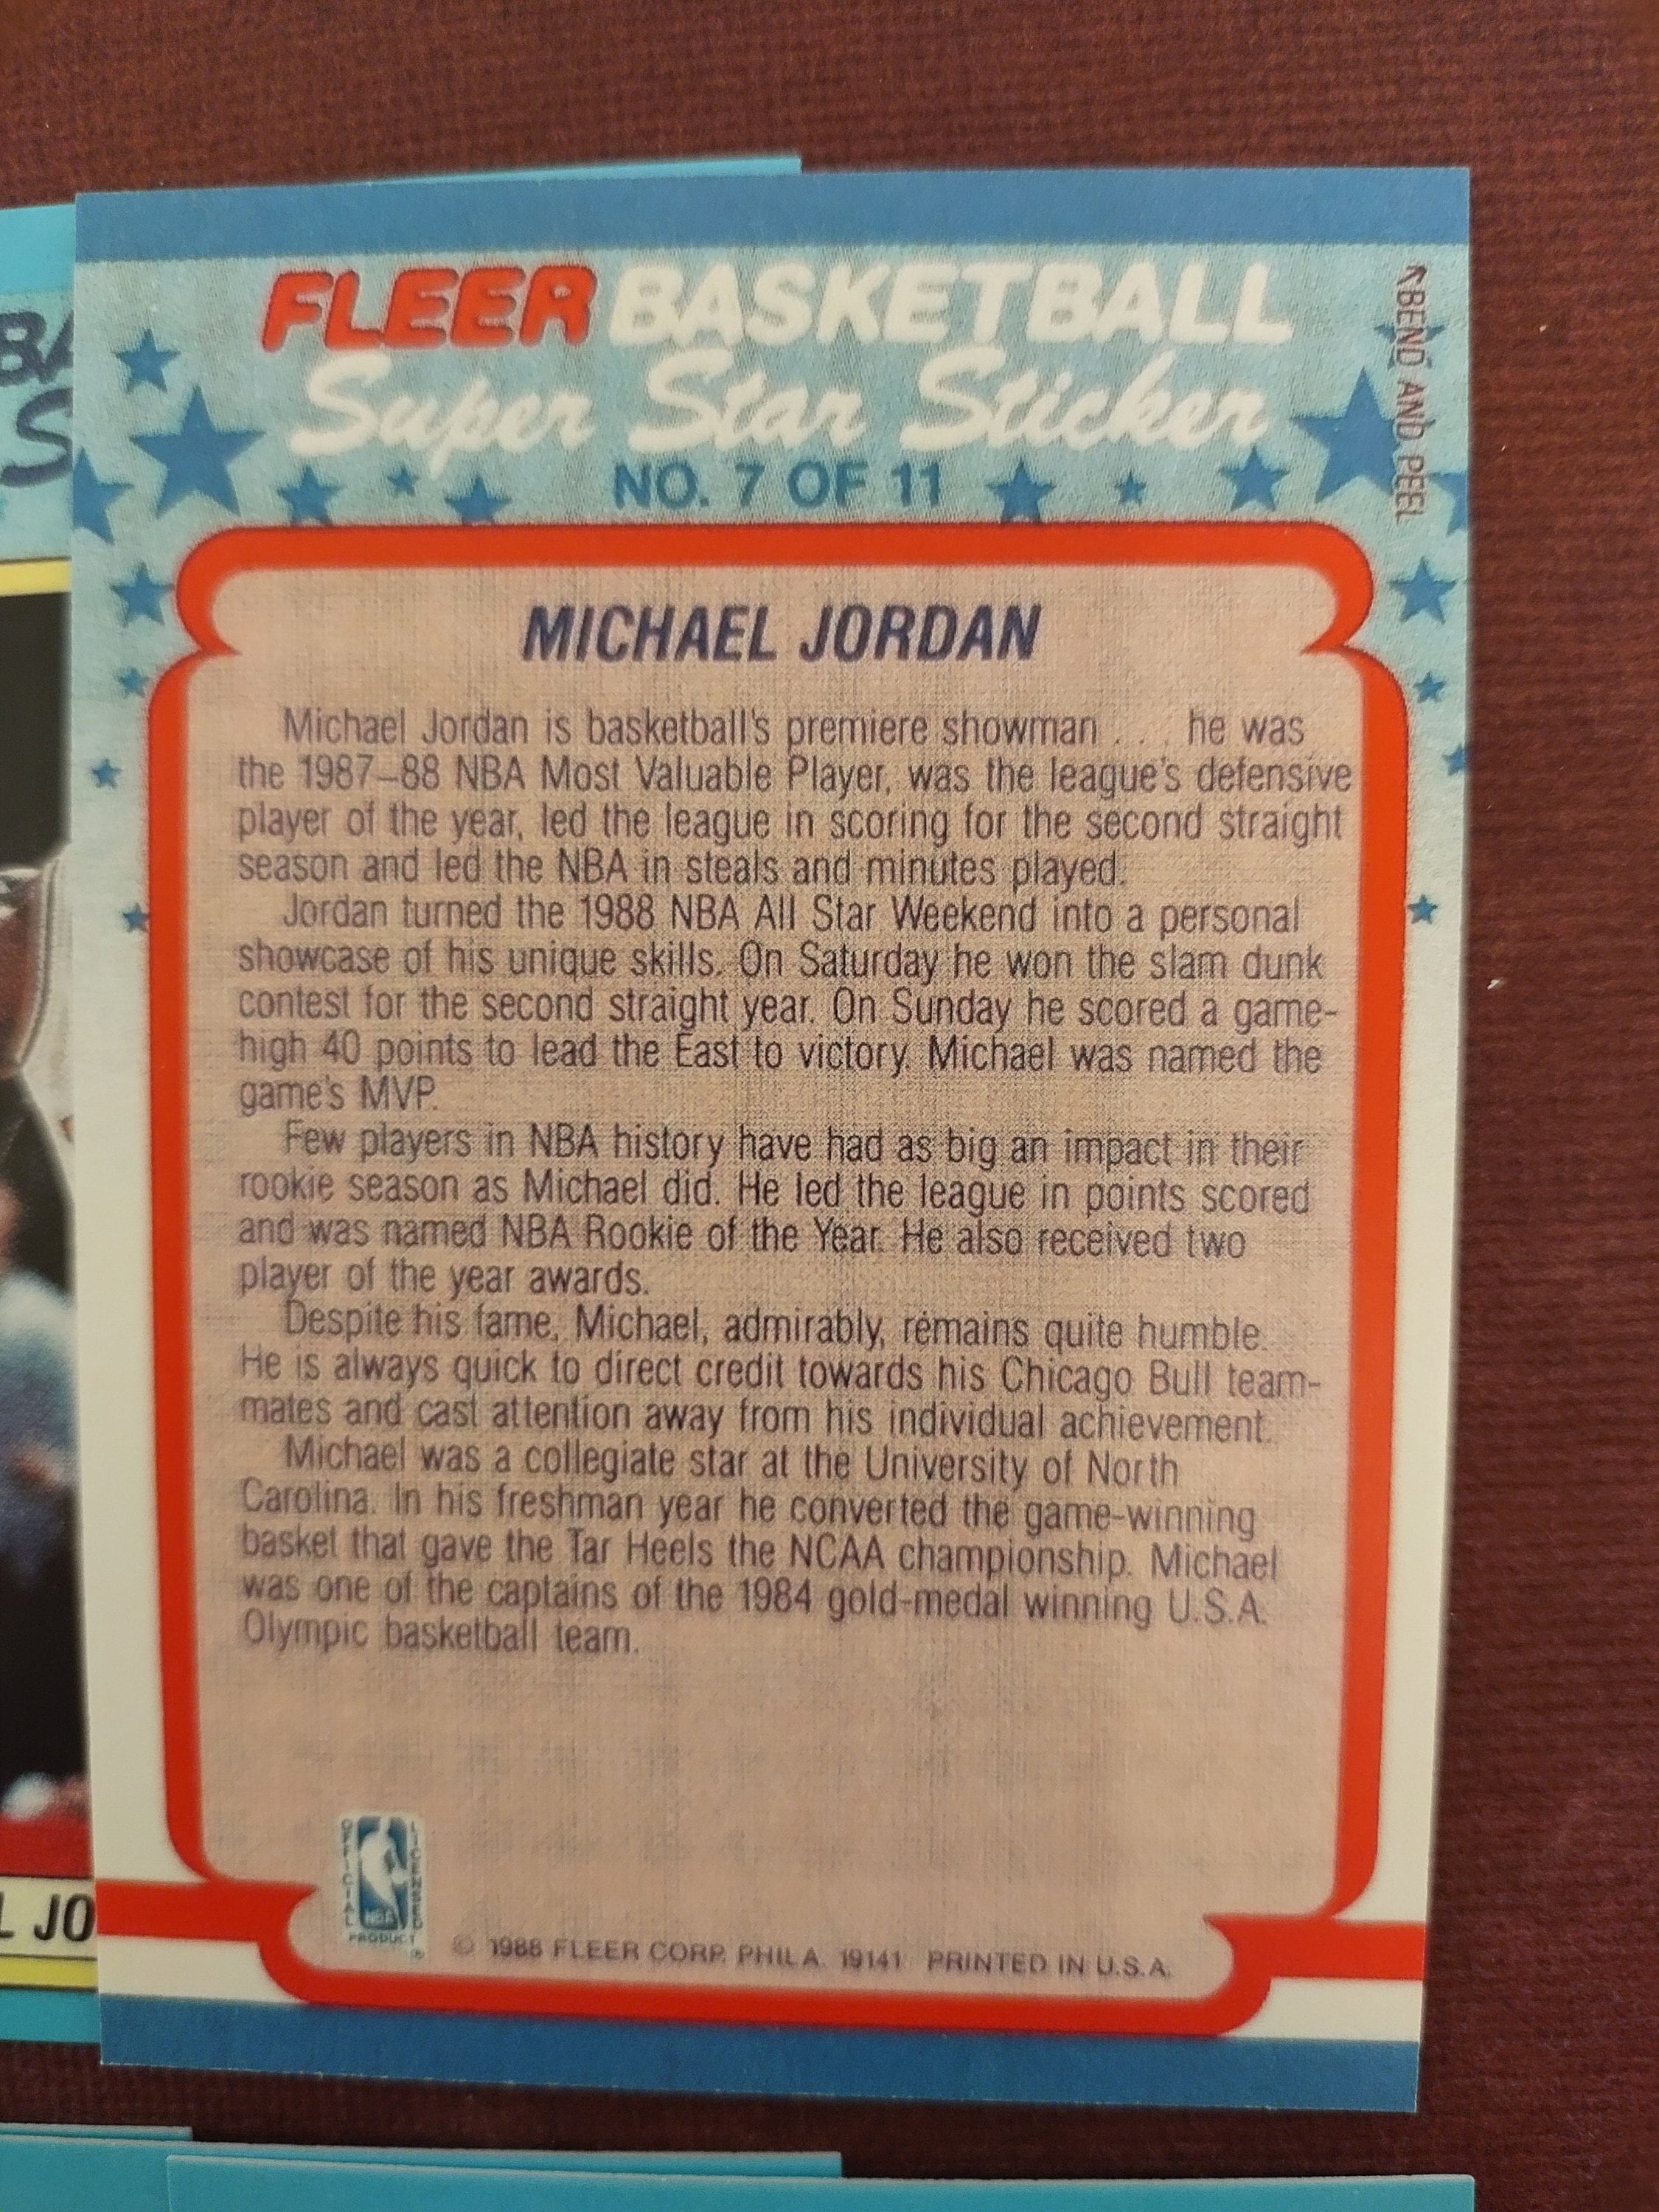 FLEER BASKETBALL
Super Star Sticker
NO. 7 OF 11
BEND AND PEEL
MICHAEL JORDAN
Michael Jordan is basketball's premiere showman . . . he was
the 1987–88 NBA Most Valuable Player, was the league's defensive
player of the year, led the league in scoring for the second straight
season and led the NBA in steals and minutes played.
Jordan turned the 1988 NBA All Star Weekend into a personal
showcase of his unique skills. On Saturday he won the slam dunk
contest for the second straight year. On Sunday he scored a game-
high 40 points to lead the East to victory. Michael was named the
game's MVP.
Few players in NBA history have had as big an impact in their
rookie season as Michael did. He led the league in points scored
and was named NBA Rookie of the Year. He also received two
player of the year awards.
Despite his fame, Michael, admirably, remains quite humble.
He is always quick to direct credit towards his Chicago Bull team-
mates and cast attention away from his individual achievement.
Michael was a collegiate star at the University of North
Carolina. In his freshman year he converted the game-winning
basket that gave the Tar Heels the NCAA championship. Michael
was one of the captains of the 1984 gold-medal winning U.S.A.
Olympic basketball team.
OFFICIAL LICENSED
NBA
PRODUCT ®
© 1988 FLEER CORP. PHILA. 19141 PRINTED IN U.S.A.
BA
S
L JO